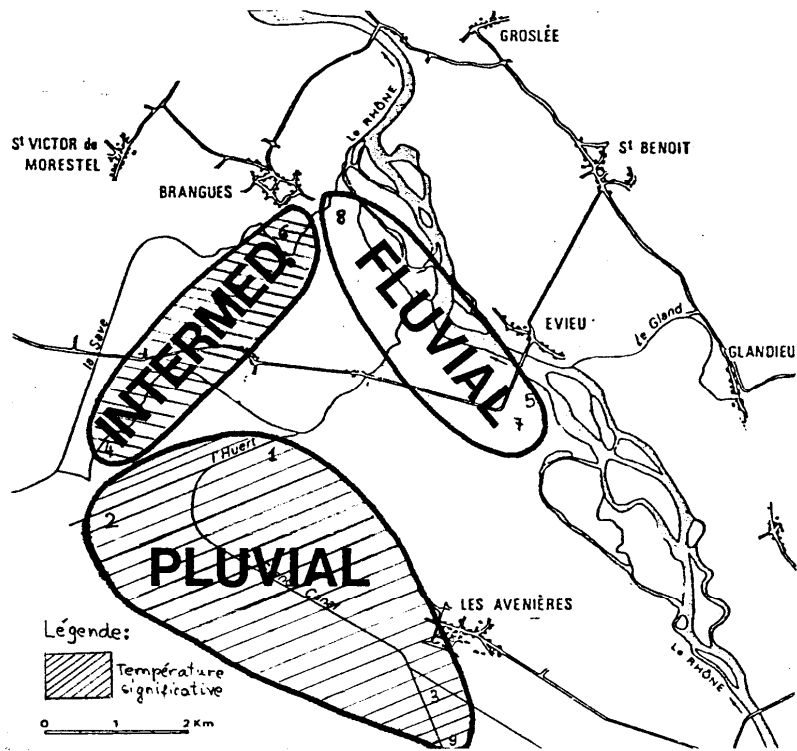 GROSLÉE
Le RHÔNE
St VICTOR de
MORESTEL
St BENOIT
BRANGUES
8
6
FLUVIAL
INTERMED.
la Save
EVIEU
Le Gland
GLANDIEU
5
7
4
l'Huert
1
2
PLUVIAL
Canal
LES AVENIÈRES
Légende:
Température
significative
Le RHÔNE
3
9
0 1 2 Km